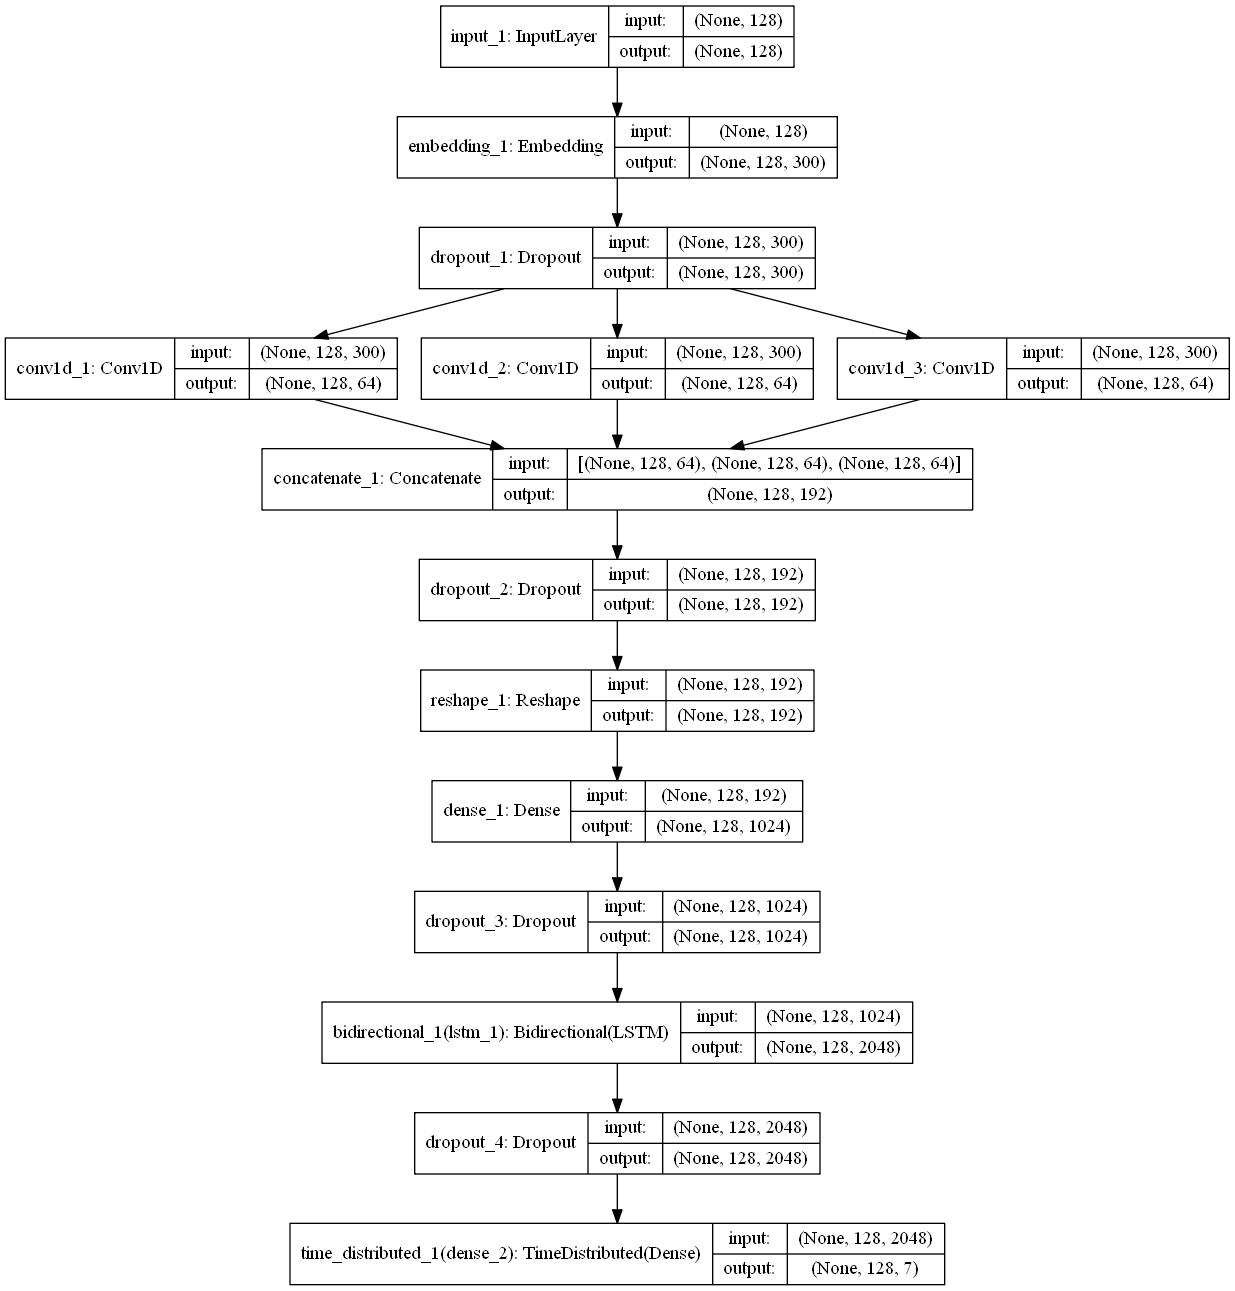 input_1: InputLayer
input: (None, 128)
output: (None, 128)
embedding_1: Embedding
input: (None, 128)
output: (None, 128, 300)
dropout_1: Dropout
input: (None, 128, 300)
output: (None, 128, 300)
conv1d_1: Conv1D
input: (None, 128, 300)
output: (None, 128, 64)
conv1d_2: Conv1D
input: (None, 128, 300)
output: (None, 128, 64)
conv1d_3: Conv1D
input: (None, 128, 300)
output: (None, 128, 64)
concatenate_1: Concatenate
input: [(None, 128, 64), (None, 128, 64), (None, 128, 64)]
output: (None, 128, 192)
dropout_2: Dropout
input: (None, 128, 192)
output: (None, 128, 192)
reshape_1: Reshape
input: (None, 128, 192)
output: (None, 128, 192)
dense_1: Dense
input: (None, 128, 192)
output: (None, 128, 1024)
dropout_3: Dropout
input: (None, 128, 1024)
output: (None, 128, 1024)
bidirectional_1(lstm_1): Bidirectional(LSTM)
input: (None, 128, 1024)
output: (None, 128, 2048)
dropout_4: Dropout
input: (None, 128, 2048)
output: (None, 128, 2048)
time_distributed_1(dense_2): TimeDistributed(Dense)
input: (None, 128, 2048)
output: (None, 128, 7)